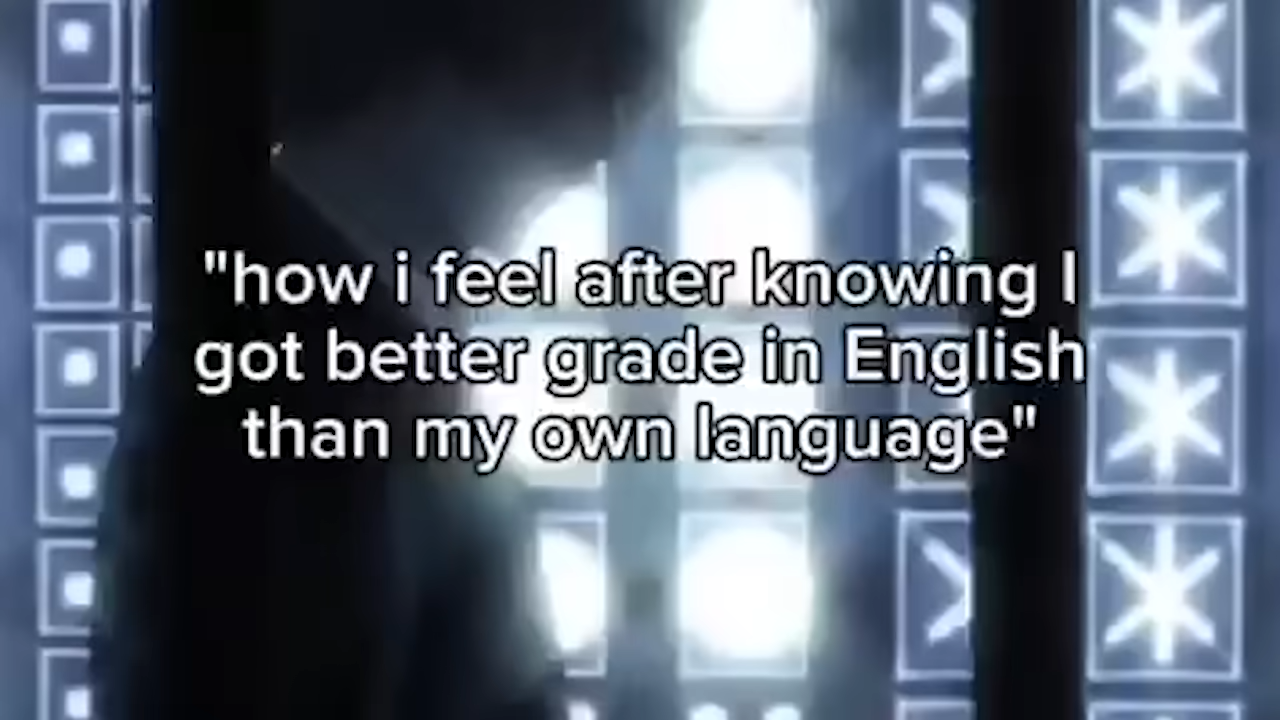 "how i feel after knowing I
got better grade in English
than my own language"